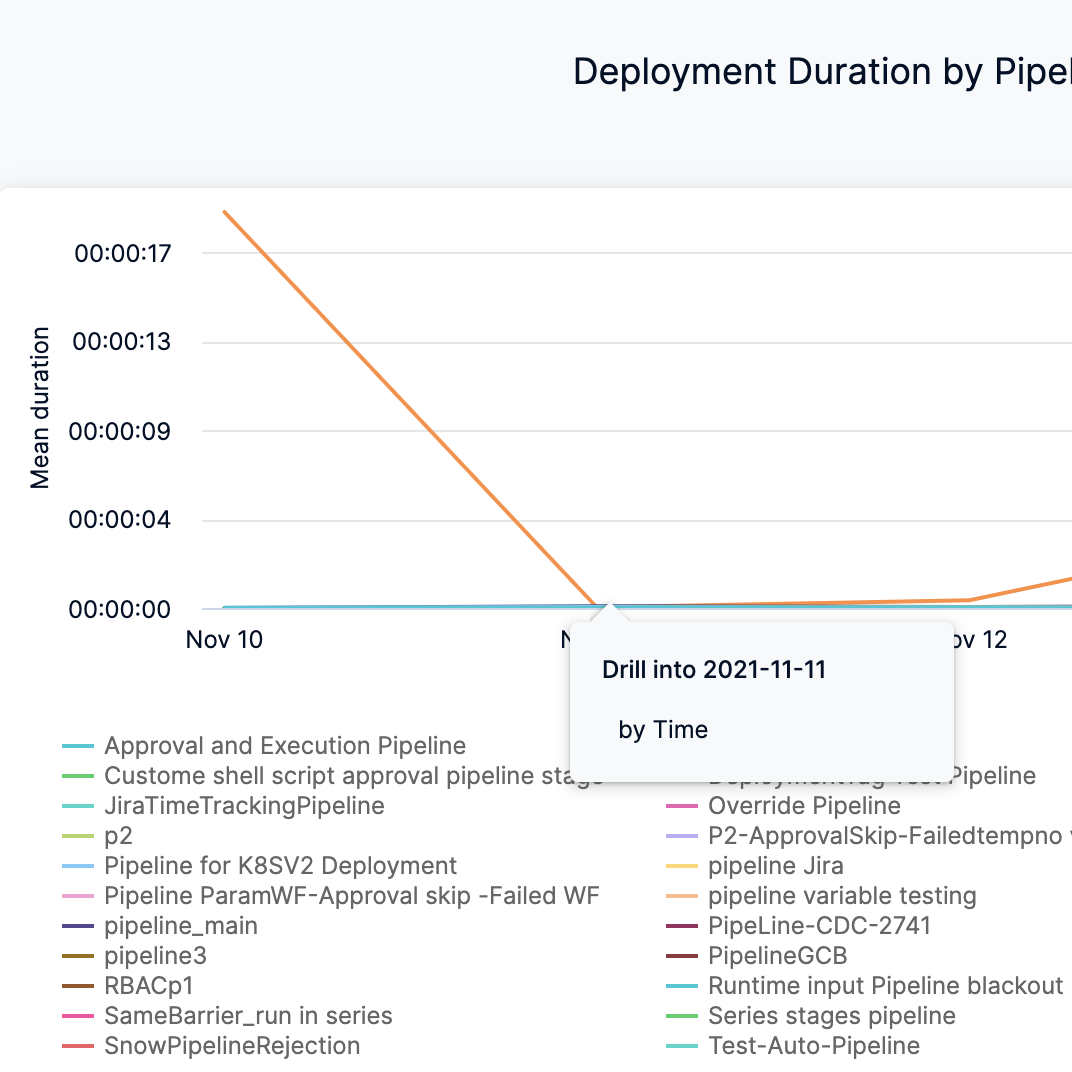 Deployment Duration by
00:00:17
00:00:13
00:00:09
00:00:04
00:00:00
Mean duration
Nov 10
12
Drill into 2021-11-11
by Time
Approval and Execution Pipeline
Custome shell script approval pipeline
JiraTimeTrackingPipeline
p2
Pipeline for K8SV2 Deployment
Pipeline ParamWF-Approval skip -Failed WF
pipeline_main
pipeline3
RBACp1
SameBarrier_run in series
SnowPipelineRejection
Pipeline
Override Pipeline
P2-ApprovalSkip-Failedtempno
pipeline Jira
pipeline variable testing
PipeLine-CDC-2741
PipelineGCB
Runtime input Pipeline blackout
Series stages pipeline
Test-Auto-Pipeline